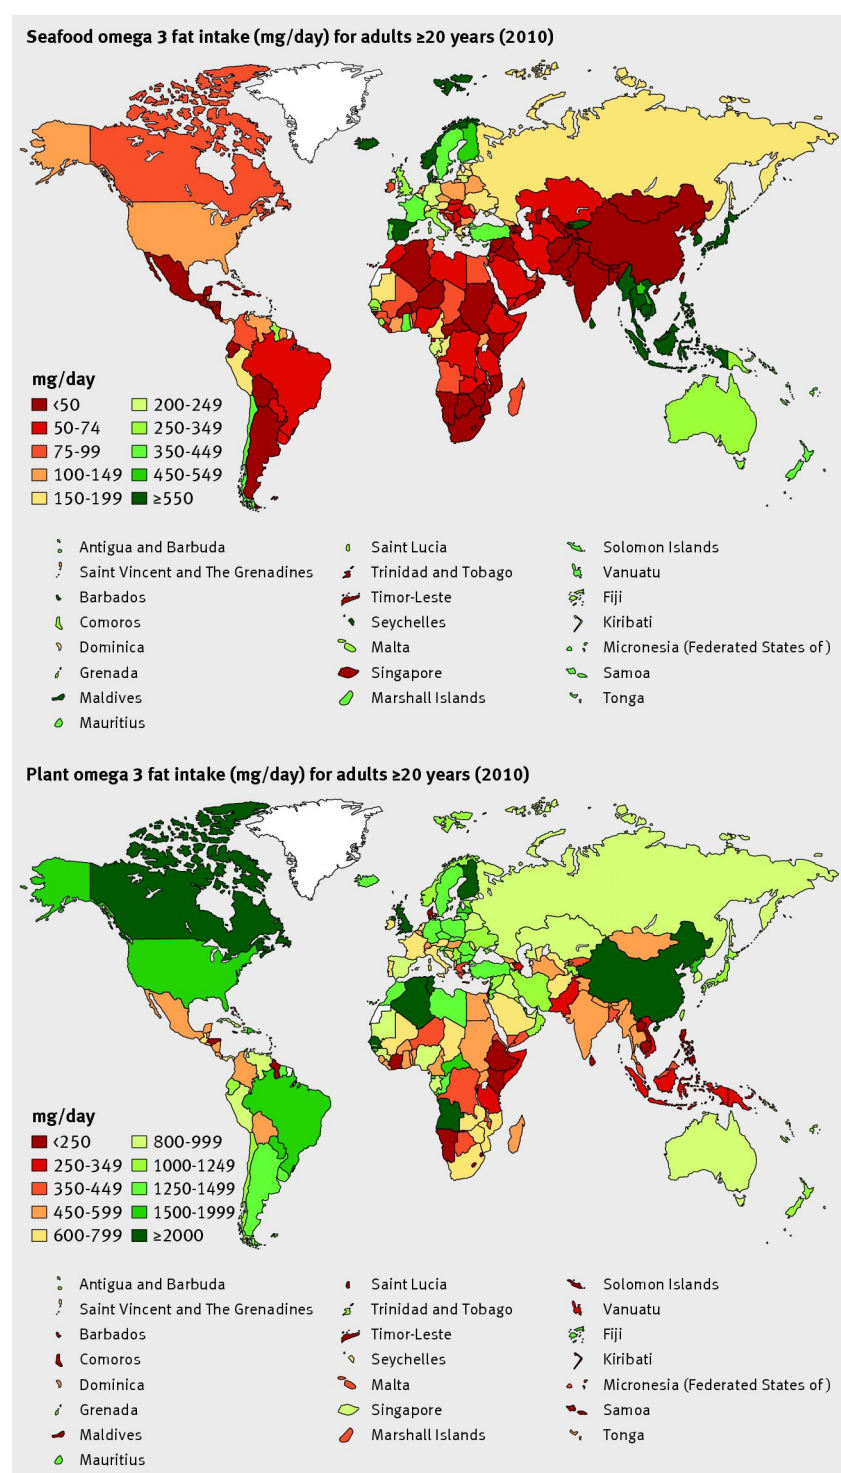 Seafood omega 3 fat intake (mg/day) for adults ≥20 years (2010)
mg/day
<50 200-249
50-74 250-349
75-99 350-449
100-149 450-549
150-199 ≥550
Antigua and Barbuda Saint Lucia Solomon Islands
Saint Vincent and The Grenadines Trinidad and Tobago Vanuatu
Barbados Timor-Leste Fiji
Comoros Seychelles Kiribati
Dominica Malta Micronesia (Federated States of)
Grenada Singapore Samoa
Maldives Marshall Islands Tonga
Mauritius
Plant omega 3 fat intake (mg/day) for adults ≥20 years (2010)
mg/day
<250 800-999
250-349 1000-1249
350-449 1250-1499
450-599 1500-1999
600-799 ≥2000
Antigua and Barbuda Saint Lucia Solomon Islands
Saint Vincent and The Grenadines Trinidad and Tobago Vanuatu
Barbados Timor-Leste Fiji
Comoros Seychelles Kiribati
Dominica Malta Micronesia (Federated States of)
Grenada Singapore Samoa
Maldives Marshall Islands Tonga
Mauritius